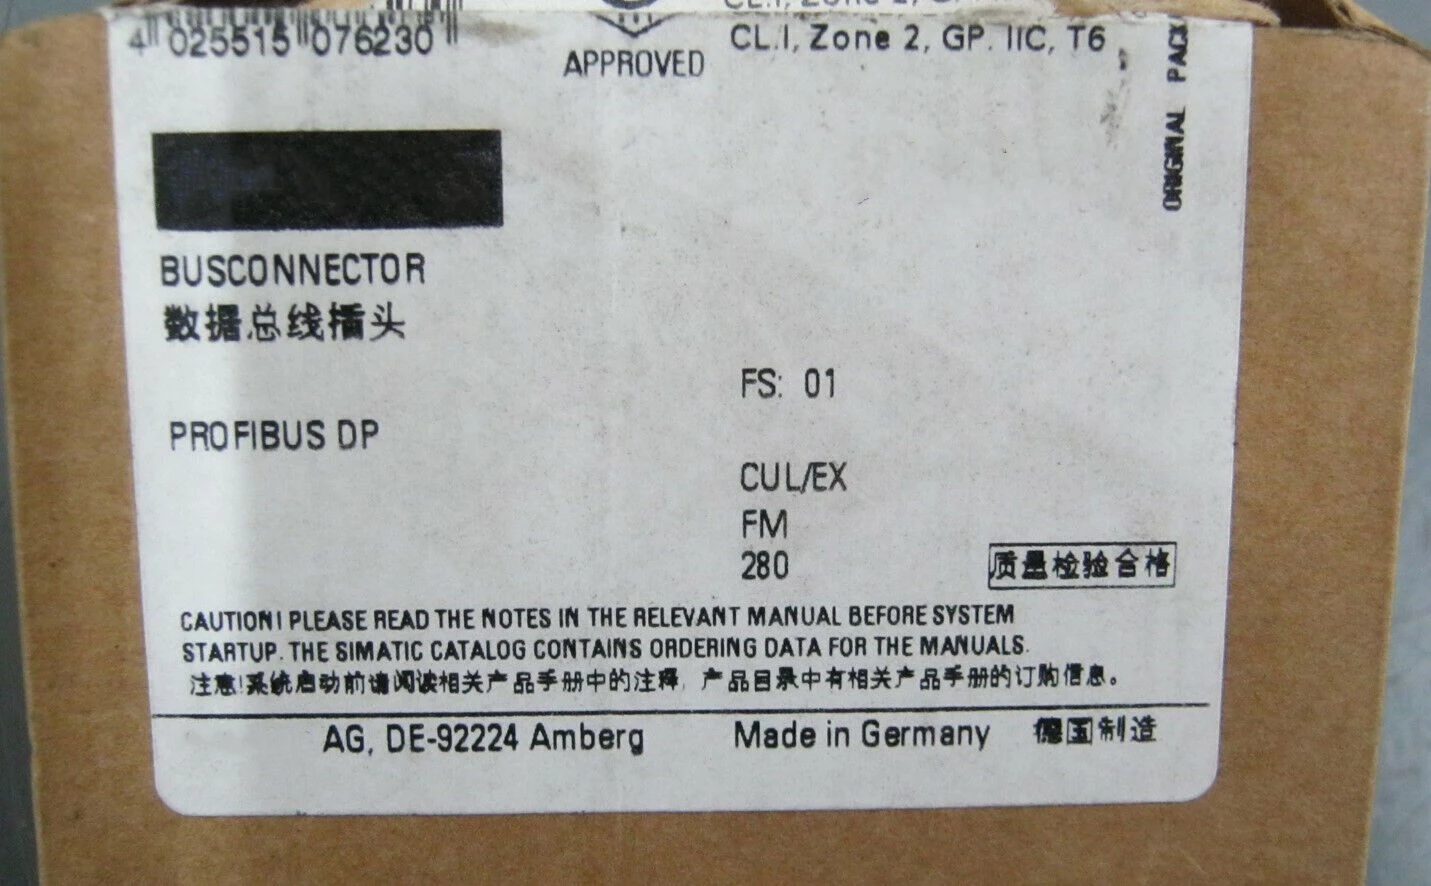 4 025515 076230
APPROVED
CL.I, Zone 2, GP. IIC, T6
ORIGINAL PACK
BUSCONNECTOR
数据总线插头
FS: 01
PROFIBUS DP
CUL/EX
FM
280
质量检验合格
CAUTION! PLEASE READ THE NOTES IN THE RELEVANT MANUAL BEFORE SYSTEM
STARTUP. THE SIMATIC CATALOG CONTAINS ORDERING DATA FOR THE MANUALS.
注意!系统启动前请阅读相关产品手册中的注释, 产品目录中有相关产品手册的订购信息。
AG, DE-92224 Amberg
Made in Germany 德国制造